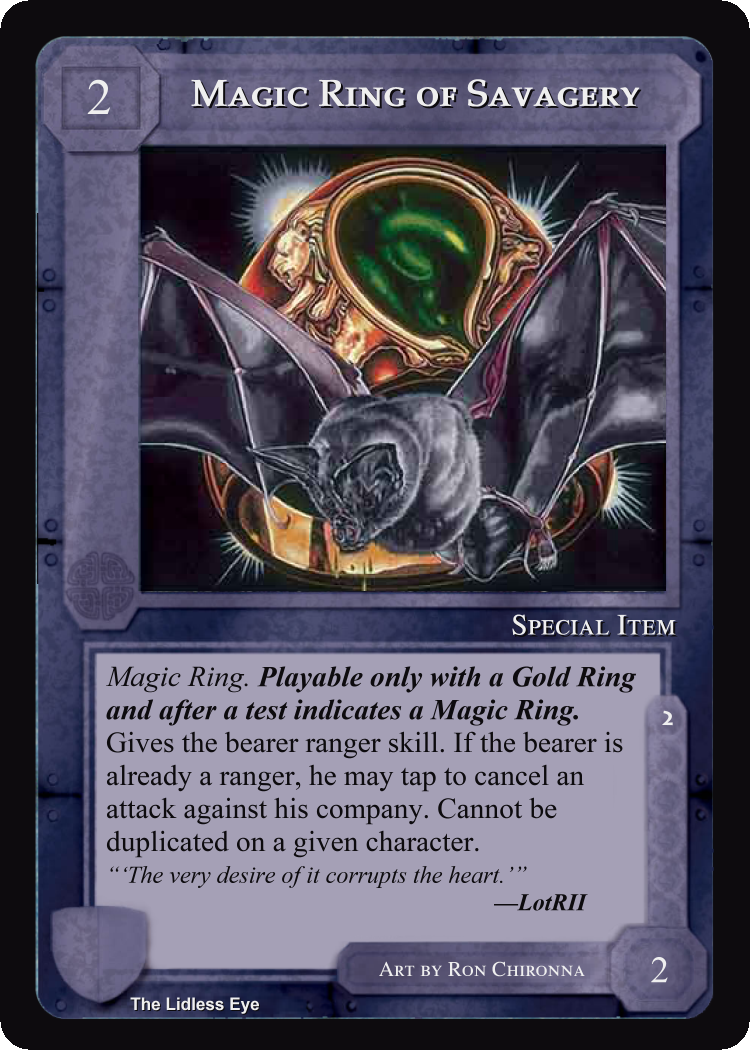 2
Magic Ring of Savagery
Special Item
Magic Ring. Playable only with a Gold Ring
and after a test indicates a Magic Ring.
Gives the bearer ranger skill. If the bearer is
already a ranger, he may tap to cancel an
attack against his company. Cannot be
duplicated on a given character.
“‘The very desire of it corrupts the heart.’”
—LotRII
2
Art by Ron Chironna
2
The Lidless Eye